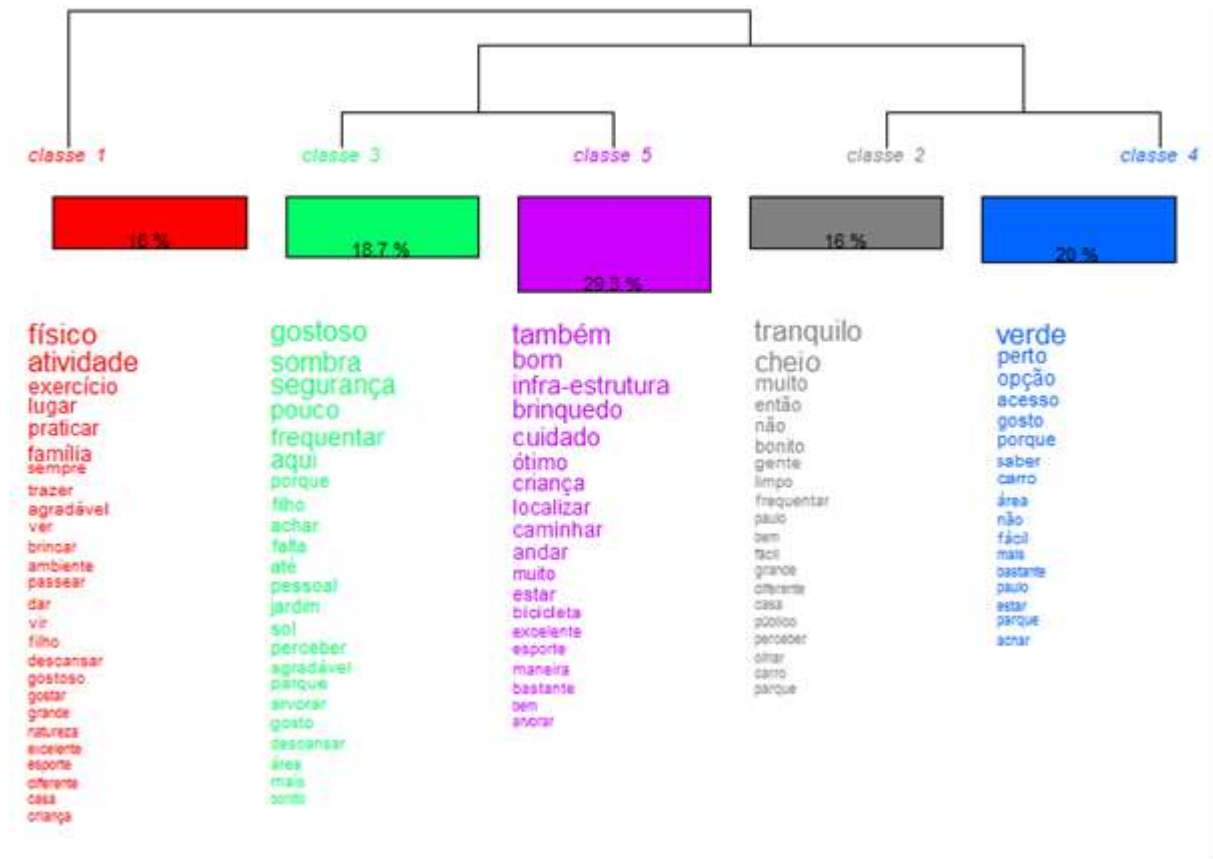 classe 1
classe 3
classe 5
classe 2
classe 4
16 %
18.7 %
29.3 %
16 %
20 %
físico
atividade
exercício
lugar
praticar
família
sempre
trazer
agradável
ver
brincar
ambiente
passear
dar
vir
filho
descansar
gostoso
gostar
grande
natureza
excelente
esporte
diferente
casa
criança
gostoso
sombra
segurança
pouco
frequentar
aqui
porque
filho
achar
falta
até
pessoal
jardim
sol
perceber
agradável
parque
arvorar
gosto
descansar
área
mais
bonito
também
bom
infra-estrutura
brinquedo
cuidado
ótimo
criança
localizar
caminhar
andar
muito
estar
bicicleta
excelente
esporte
maneira
bastante
bem
arvorar
tranquilo
cheio
muito
então
não
bonito
gente
limpo
frequentar
paulo
bem
fácil
grande
diferente
casa
público
perceber
olhar
carro
parque
verde
perto
opção
acesso
gosto
porque
saber
carro
área
não
fácil
mais
bastante
paulo
estar
parque
achar